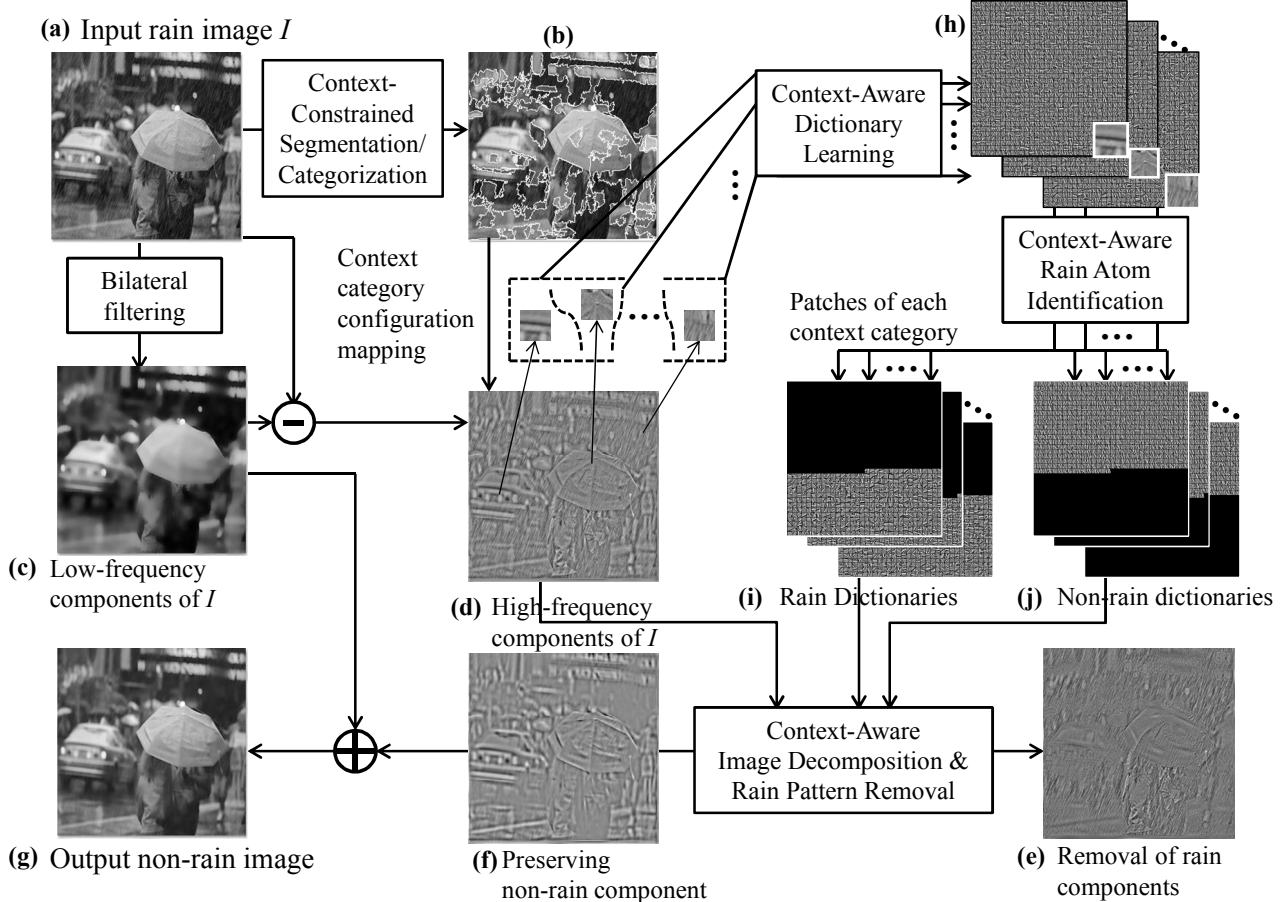 (a) Input rain image I
(b)
(h)
Context-
Constrained
Segmentation/
Categorization
Context-Aware
Dictionary
Learning
Bilateral
filtering
Context
category
configuration
mapping
Patches of each
context category
Context-Aware
Rain Atom
Identification
(c) Low-frequency
components of I
(d) High-frequency
components of I
(i) Rain Dictionaries
(j) Non-rain dictionaries
Context-Aware
Image Decomposition &
Rain Pattern Removal
(g) Output non-rain image
(f) Preserving
non-rain component
(e) Removal of rain
components